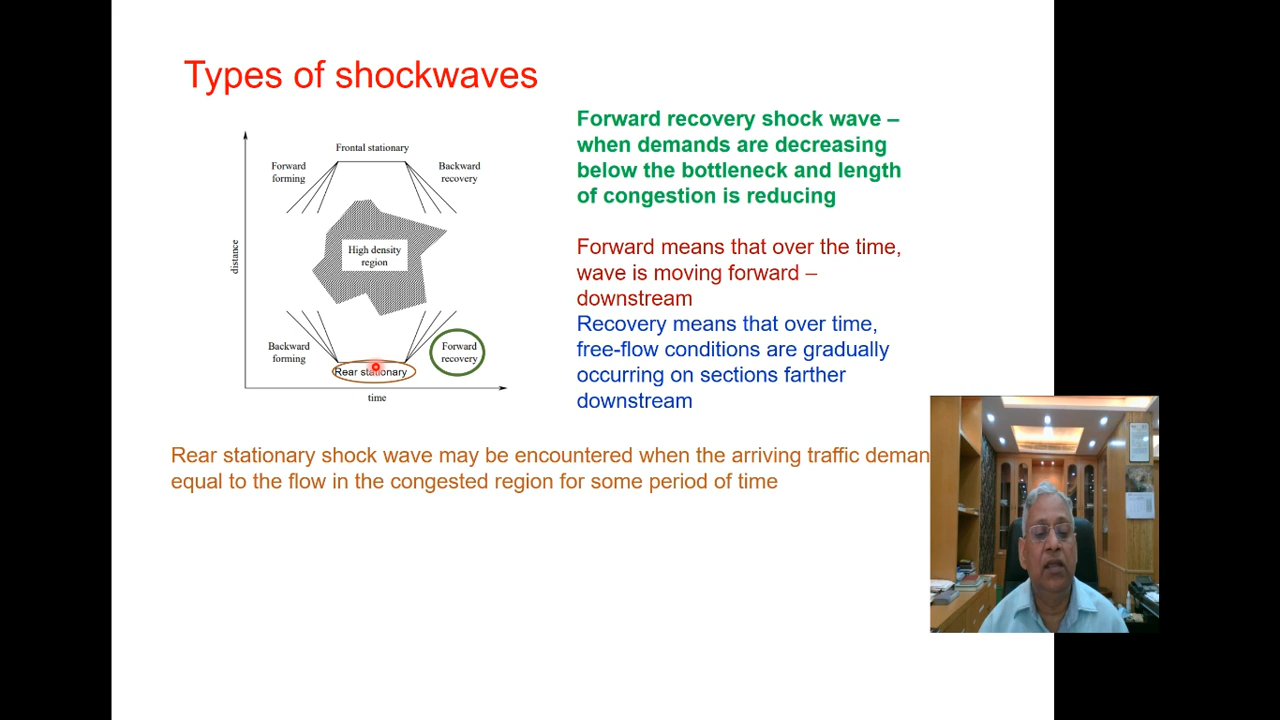 Types of shockwaves
Frontal stationary
Forward
forming
Backward
recovery
High density
region
distance
Backward
forming
Forward
recovery
Rear stationary
time
Forward recovery shock wave –
when demands are decreasing
below the bottleneck and length
of congestion is reducing
Forward means that over the time,
wave is moving forward –
downstream
Recovery means that over time,
free-flow conditions are gradually
occurring on sections farther
downstream
Rear stationary shock wave may be encountered when the arriving traffic deman
equal to the flow in the congested region for some period of time